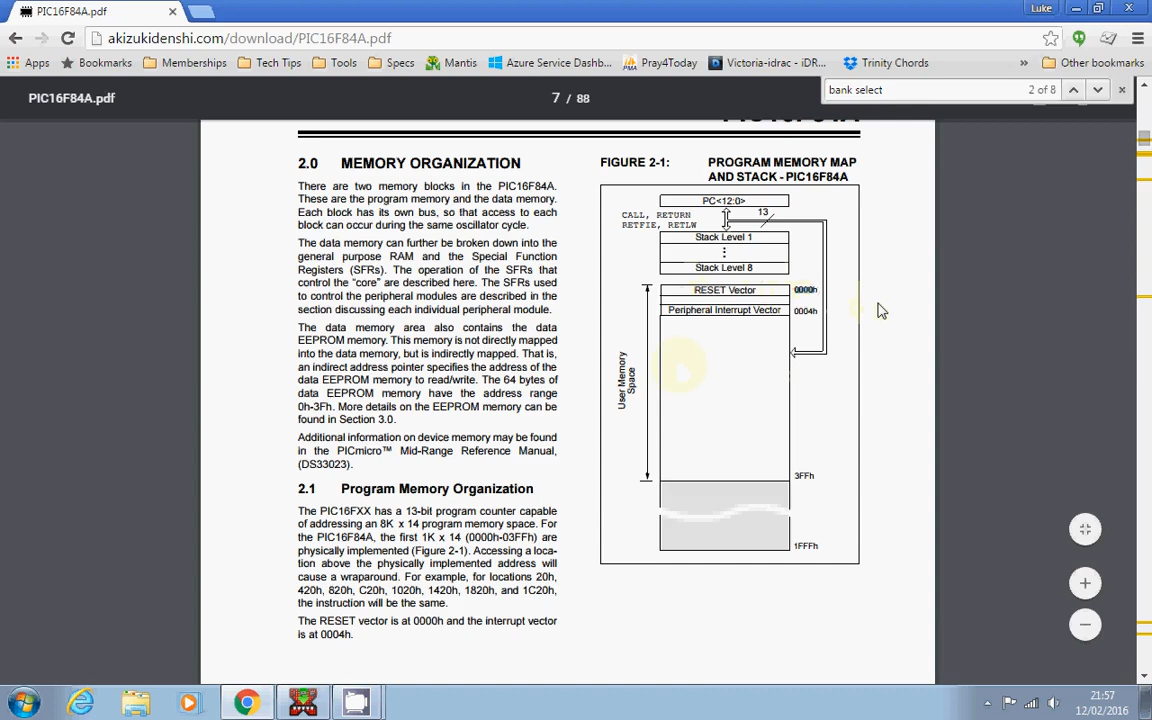 PIC16F84A.pdf
Luke
akizukidenshi.com/download/PIC16F84A.pdf
Apps
Bookmarks
Memberships
Tech Tips
Tools
Specs
Mantis
Azure Service Dashb...
Pray4Today
Victoria-idrac - iDR...
Trinity Chords
»
Other bookmarks
PIC16F84A.pdf
7 / 88
bank select
2 of 8
PIC16F84A
2.0 MEMORY ORGANIZATION
There are two memory blocks in the PIC16F84A.
These are the program memory and the data memory.
Each block has its own bus, so that access to each
block can occur during the same oscillator cycle.
The data memory can further be broken down into the
general purpose RAM and the Special Function
Registers (SFRs). The operation of the SFRs that
control the “core” are described here. The SFRs used
to control the peripheral modules are described in the
section discussing each individual peripheral module.
The data memory area also contains the data
EEPROM memory. This memory is not directly mapped
into the data memory, but is indirectly mapped. That is,
an indirect address pointer specifies the address of the
data EEPROM memory to read/write. The 64 bytes of
data EEPROM memory have the address range
0h-3Fh. More details on the EEPROM memory can be
found in Section 3.0.
Additional information on device memory may be found
in the PICmicro™ Mid-Range Reference Manual,
(DS33023).
2.1 Program Memory Organization
The PIC16FXX has a 13-bit program counter capable
of addressing an 8K x 14 program memory space. For
the PIC16F84A, the first 1K x 14 (0000h-03FFh) are
physically implemented (Figure 2-1). Accessing a loca-
tion above the physically implemented address will
cause a wraparound. For example, for locations 20h,
420h, 820h, C20h, 1020h, 1420h, 1820h, and 1C20h,
the instruction will be the same.
The RESET vector is at 0000h and the interrupt vector
is at 0004h.
FIGURE 2-1: PROGRAM MEMORY MAP
AND STACK - PIC16F84A
PC<12:0>
CALL, RETURN
RETFIE, RETLW
13
Stack Level 1
Stack Level 8
RESET Vector
0000h
Peripheral Interrupt Vector
0004h
User Memory
Space
3FFh
1FFFh
21:57
12/02/2016